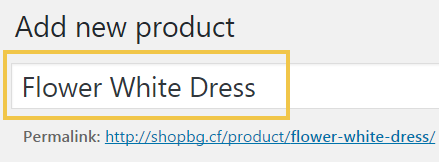 Add new product
Flower White Dress
Permalink: http://shopbg.cf/product/flower-white-dress/